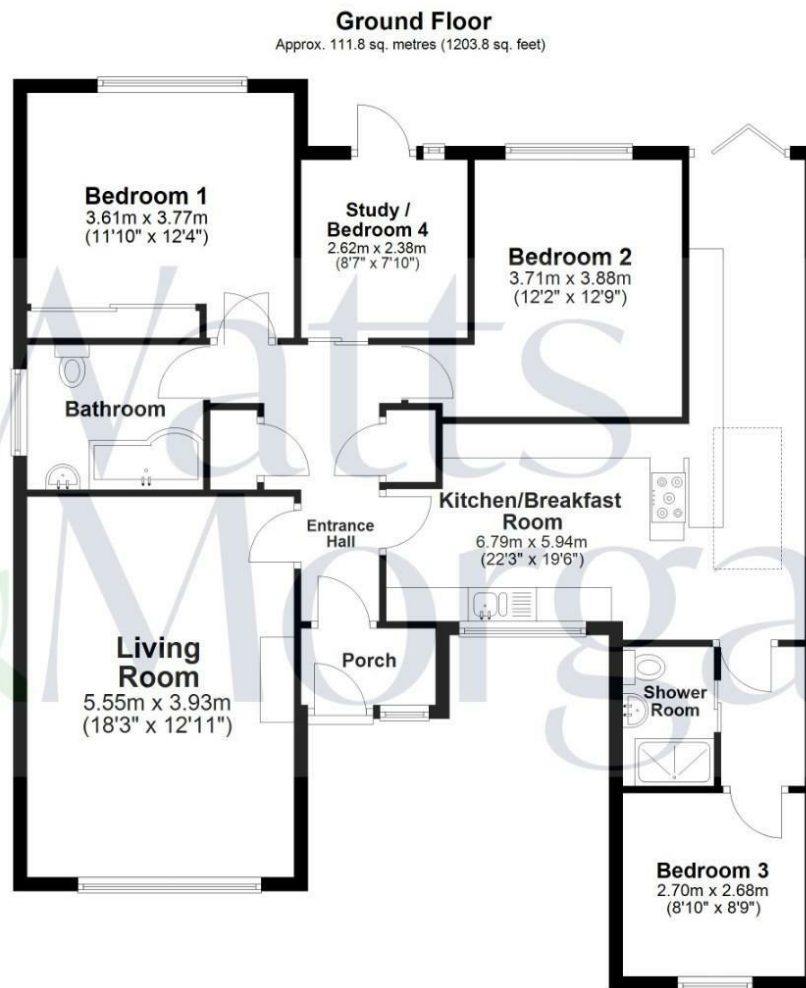 Ground Floor
Approx. 111.8 sq. metres (1203.8 sq. feet)
Bedroom 1
3.61m x 3.77m
(11'10" x 12'4")
Study /
Bedroom 4
2.62m x 2.38m
(8'7" x 7'10")
Bedroom 2
3.71m x 3.88m
(12'2" x 12'9")
Bathroom
Entrance
Hall
Kitchen/Breakfast
Room
6.79m x 5.94m
(22'3" x 19'6")
Living
Room
5.55m x 3.93m
(18'3" x 12'11")
Porch
Shower
Room
Bedroom 3
2.70m x 2.68m
(8'10" x 8'9")
Watts